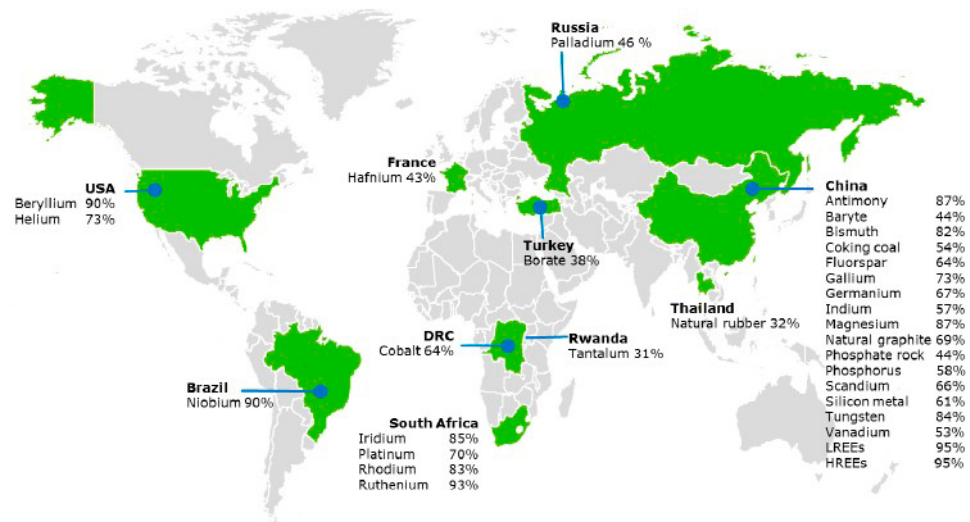 Russia
Palladium 46 %
France
Hafnium 43%
USA
Beryllium 90%
Helium 73%
China
Antimony 87%
Baryte 44%
Bismuth 82%
Coking coal 54%
Fluorspar 64%
Gallium 73%
Germanium 67%
Indium 57%
Magnesium 87%
Natural graphite 69%
Phosphate rock 44%
Phosphorus 58%
Scandium 66%
Silicon metal 61%
Tungsten 84%
Vanadium 53%
LREEs 95%
HREEs 95%
Turkey
Borate 38%
Thailand
Natural rubber 32%
DRC
Cobalt 64%
Rwanda
Tantalum 31%
Brazil
Niobium 90%
South Africa
Iridium 85%
Platinum 70%
Rhodium 83%
Ruthenium 93%